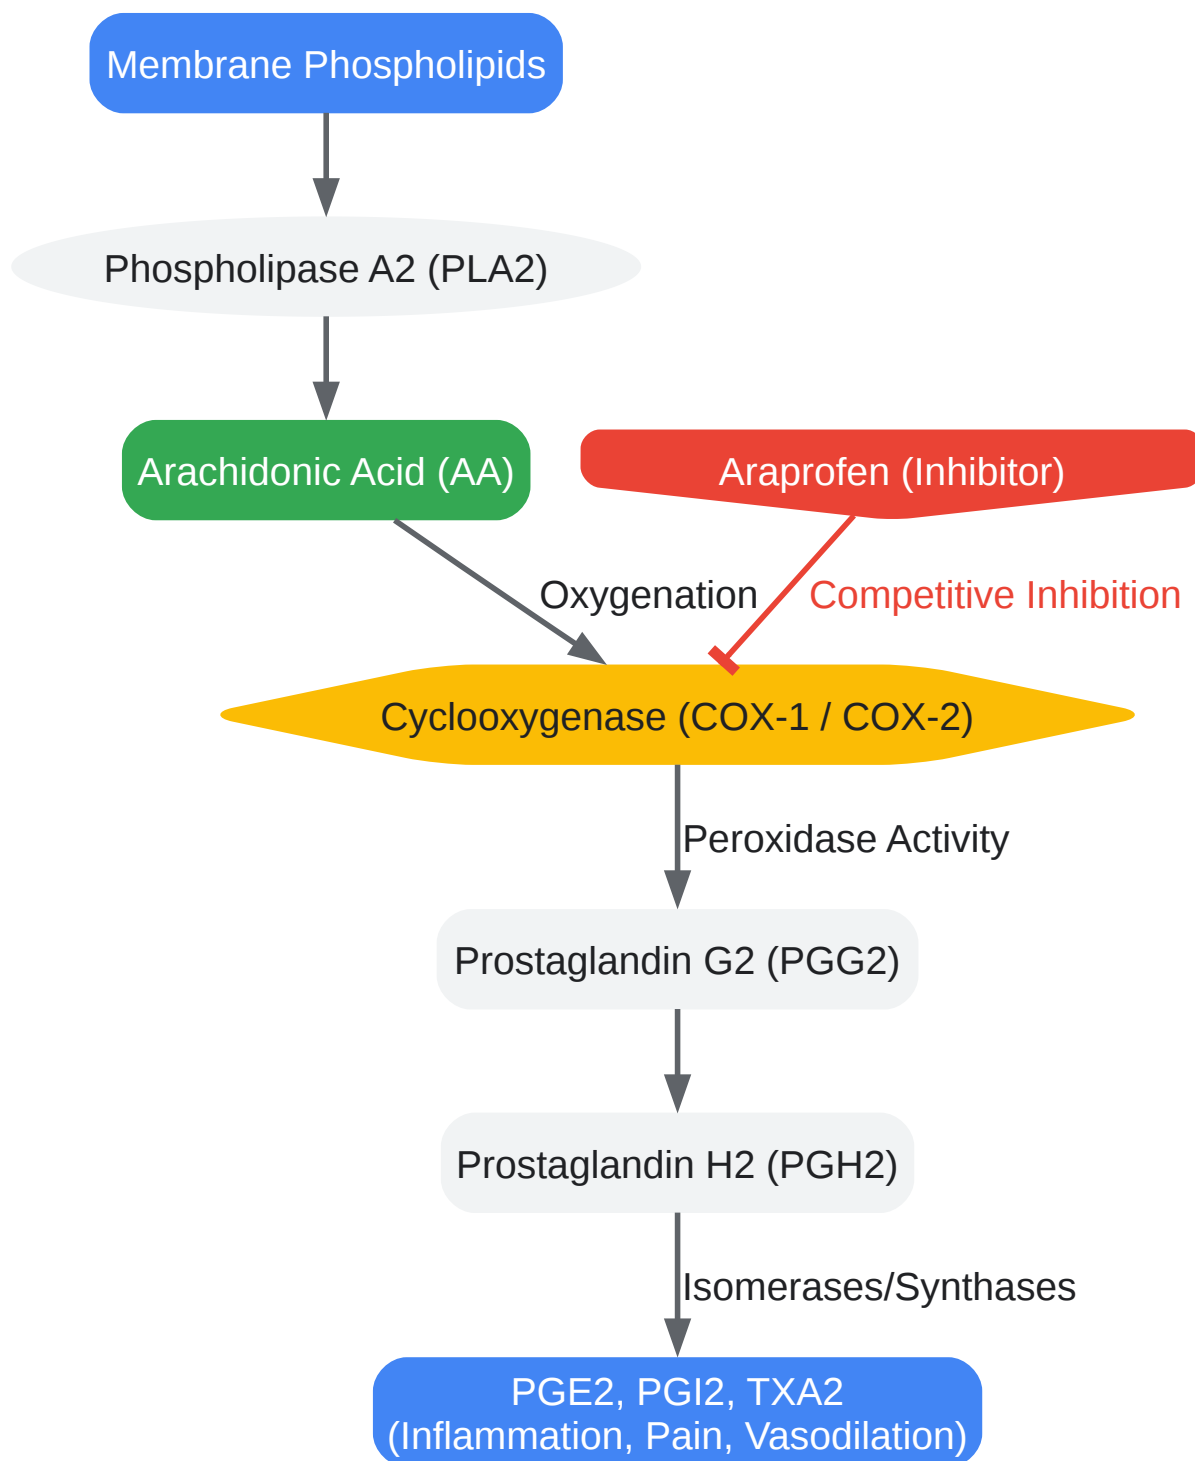 Membrane Phospholipids
Phospholipase A2 (PLA2)
Arachidonic Acid (AA)
Araprofen (Inhibitor)
Oxygenation
Competitive Inhibition
Cyclooxygenase (COX-1 / COX-2)
Peroxidase Activity
Prostaglandin G2 (PGG2)
Prostaglandin H2 (PGH2)
Isomerases/Synthases
PGE2, PGI2, TXA2
(Inflammation, Pain, Vasodilation)